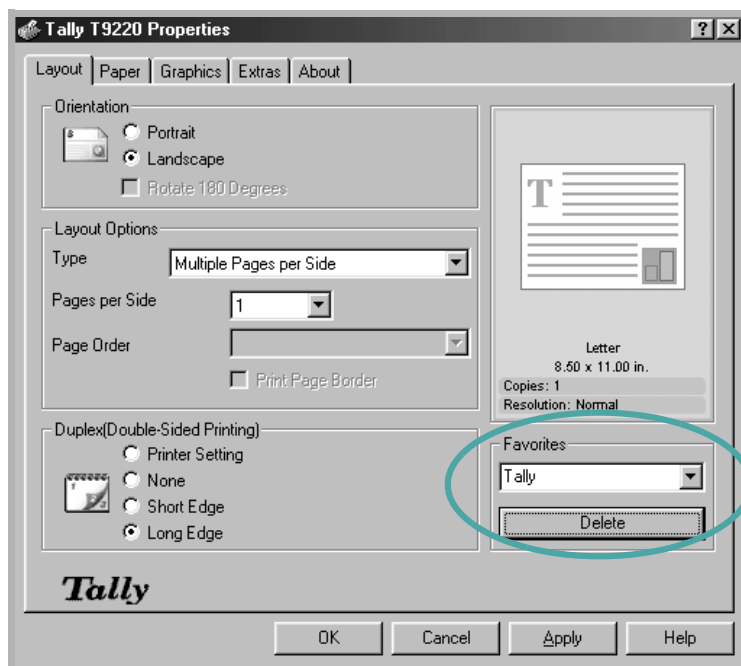 Tally T9220 Properties
Layout Paper Graphics Extras About
Orientation
Portrait
Landscape
Rotate 180 Degrees
Layout Options
Type Multiple Pages per Side
Pages per Side 1
Page Order
Print Page Border
Duplex(Double-Sided Printing)
Printer Setting
None
Short Edge
Long Edge
T
Letter
8.50 x 11.00 in.
Copies: 1
Resolution: Normal
Favorites
Tally
Delete
Tally
OK Cancel Apply Help